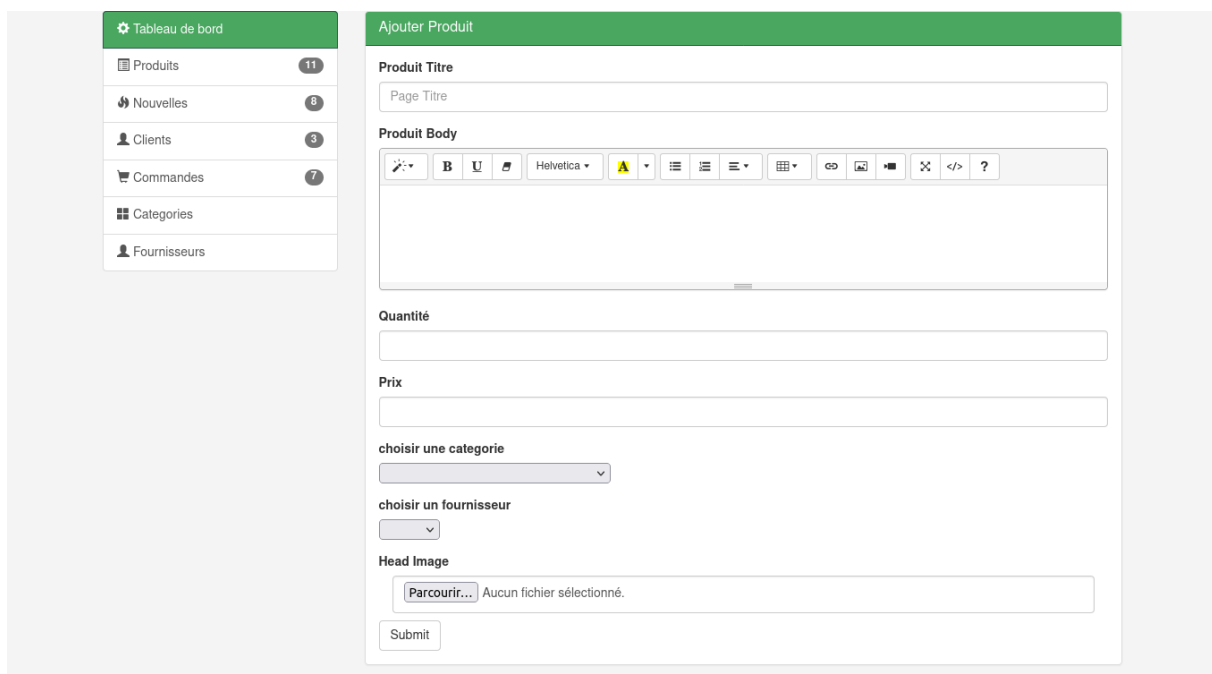 Tableau de bord
Produits 11
Nouvelles 8
Clients 3
Commandes 7
Categories
Fournisseurs
Ajouter Produit
Produit Titre
Page Titre
Produit Body
B U Helvetica A </> ?
Quantité
Prix
choisir une categorie
choisir un fournisseur
Head Image
Parcourir... Aucun fichier sélectionné.
Submit